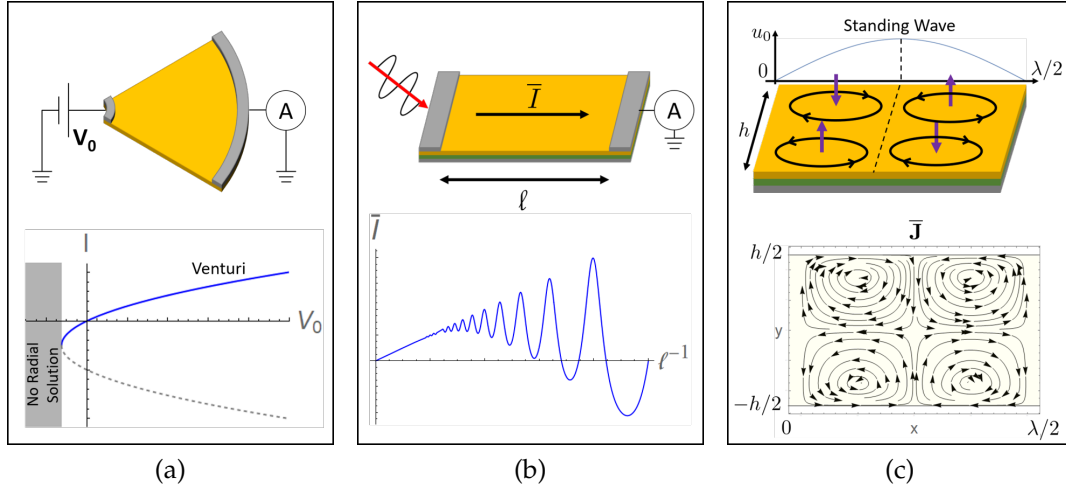 V₀
A
I
Venturi
V₀
No Radial
Solution
(a)
Ī
A
ℓ
Ī
ℓ⁻¹
(b)
Standing Wave
u₀
0
λ/2
h
J̄
h/2
y
−h/2
0
x
λ/2
(c)